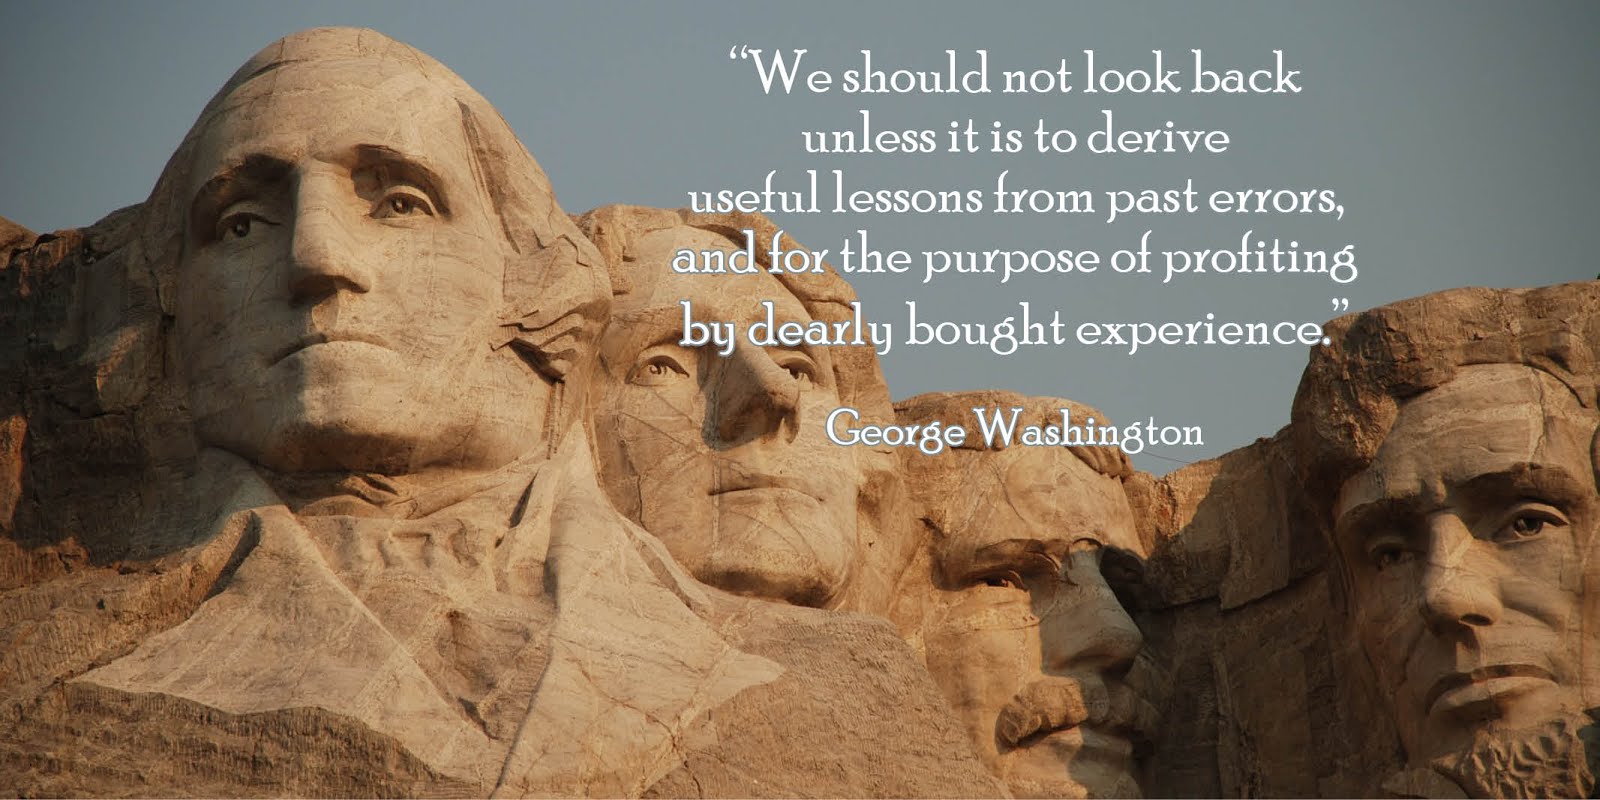 “We should not look back
unless it is to derive
useful lessons from past errors,
and for the purpose of profiting
by dearly bought experience.”
George Washington